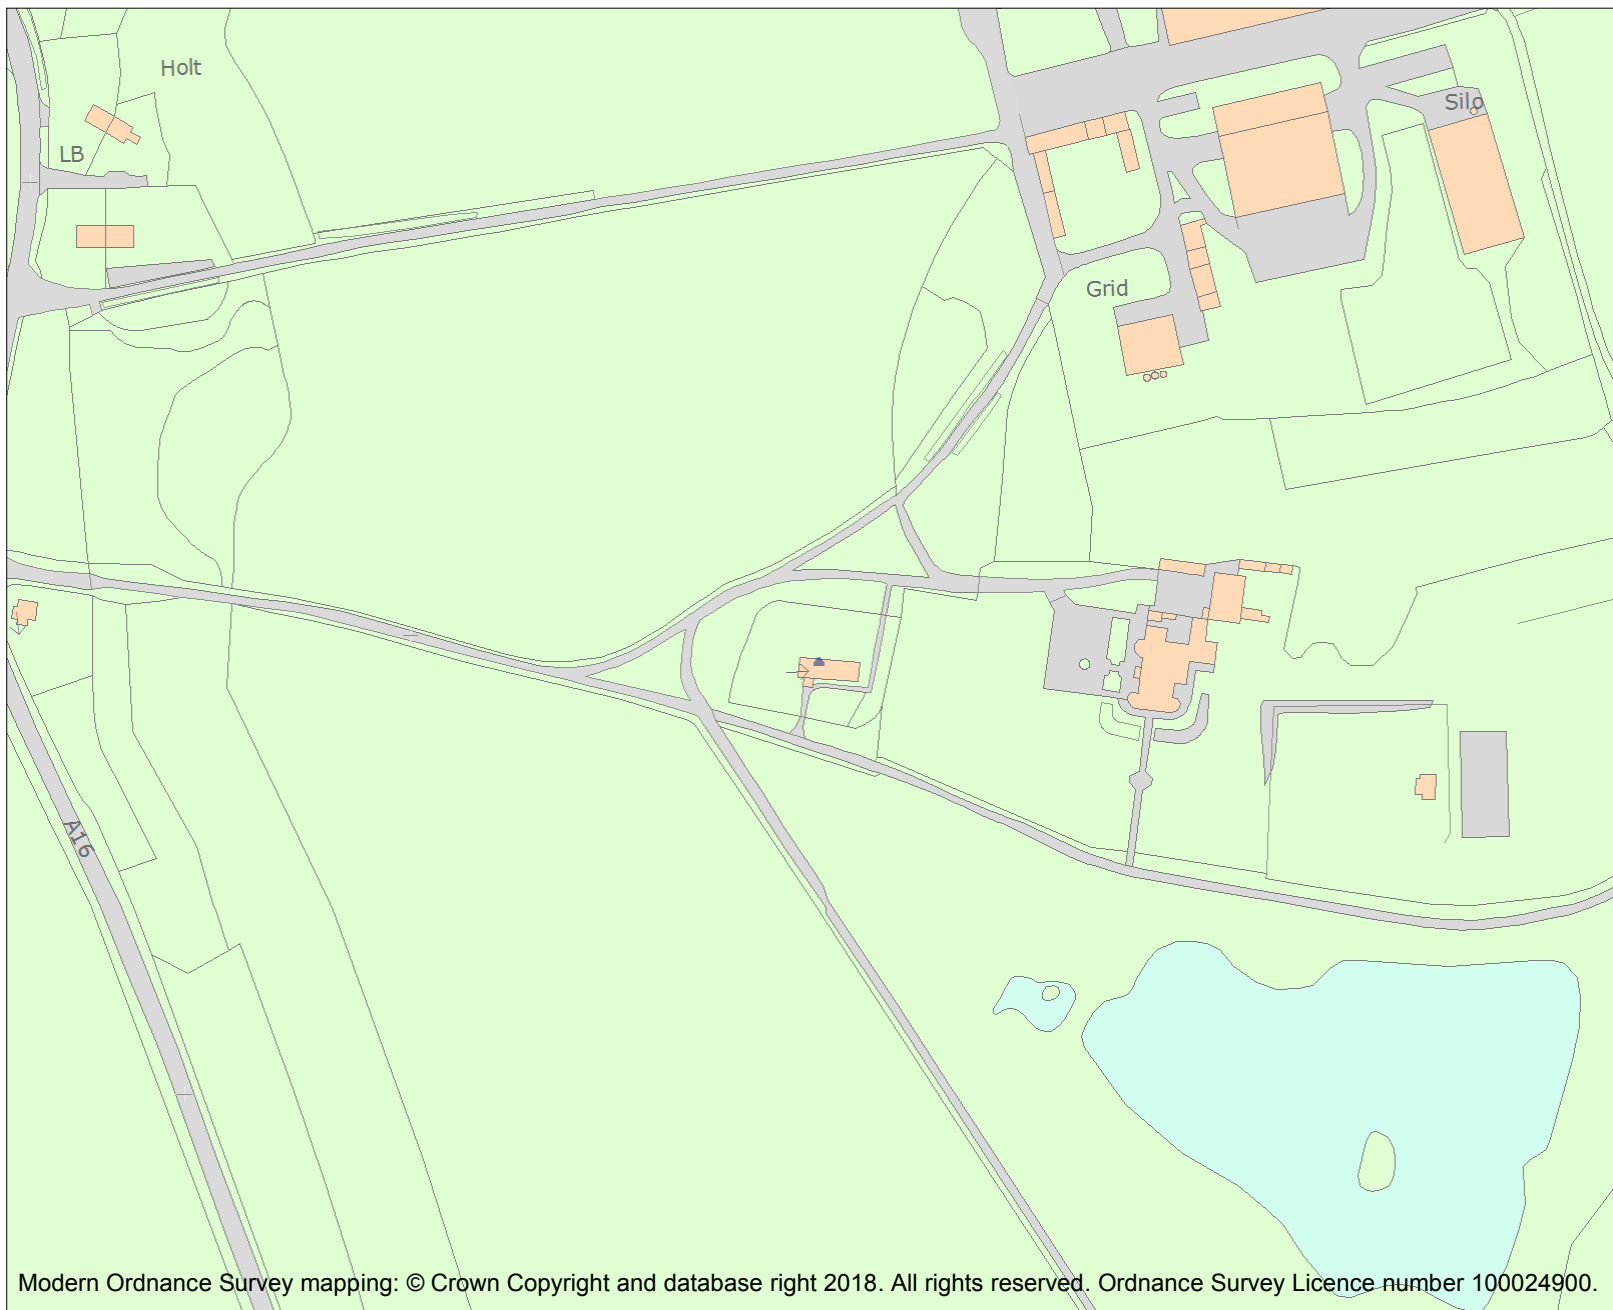 Holt
Silo
LB
Grid
A16
Modern Ordnance Survey mapping: © Crown Copyright and database right 2018. All rights reserved. Ordnance Survey Licence number 100024900.